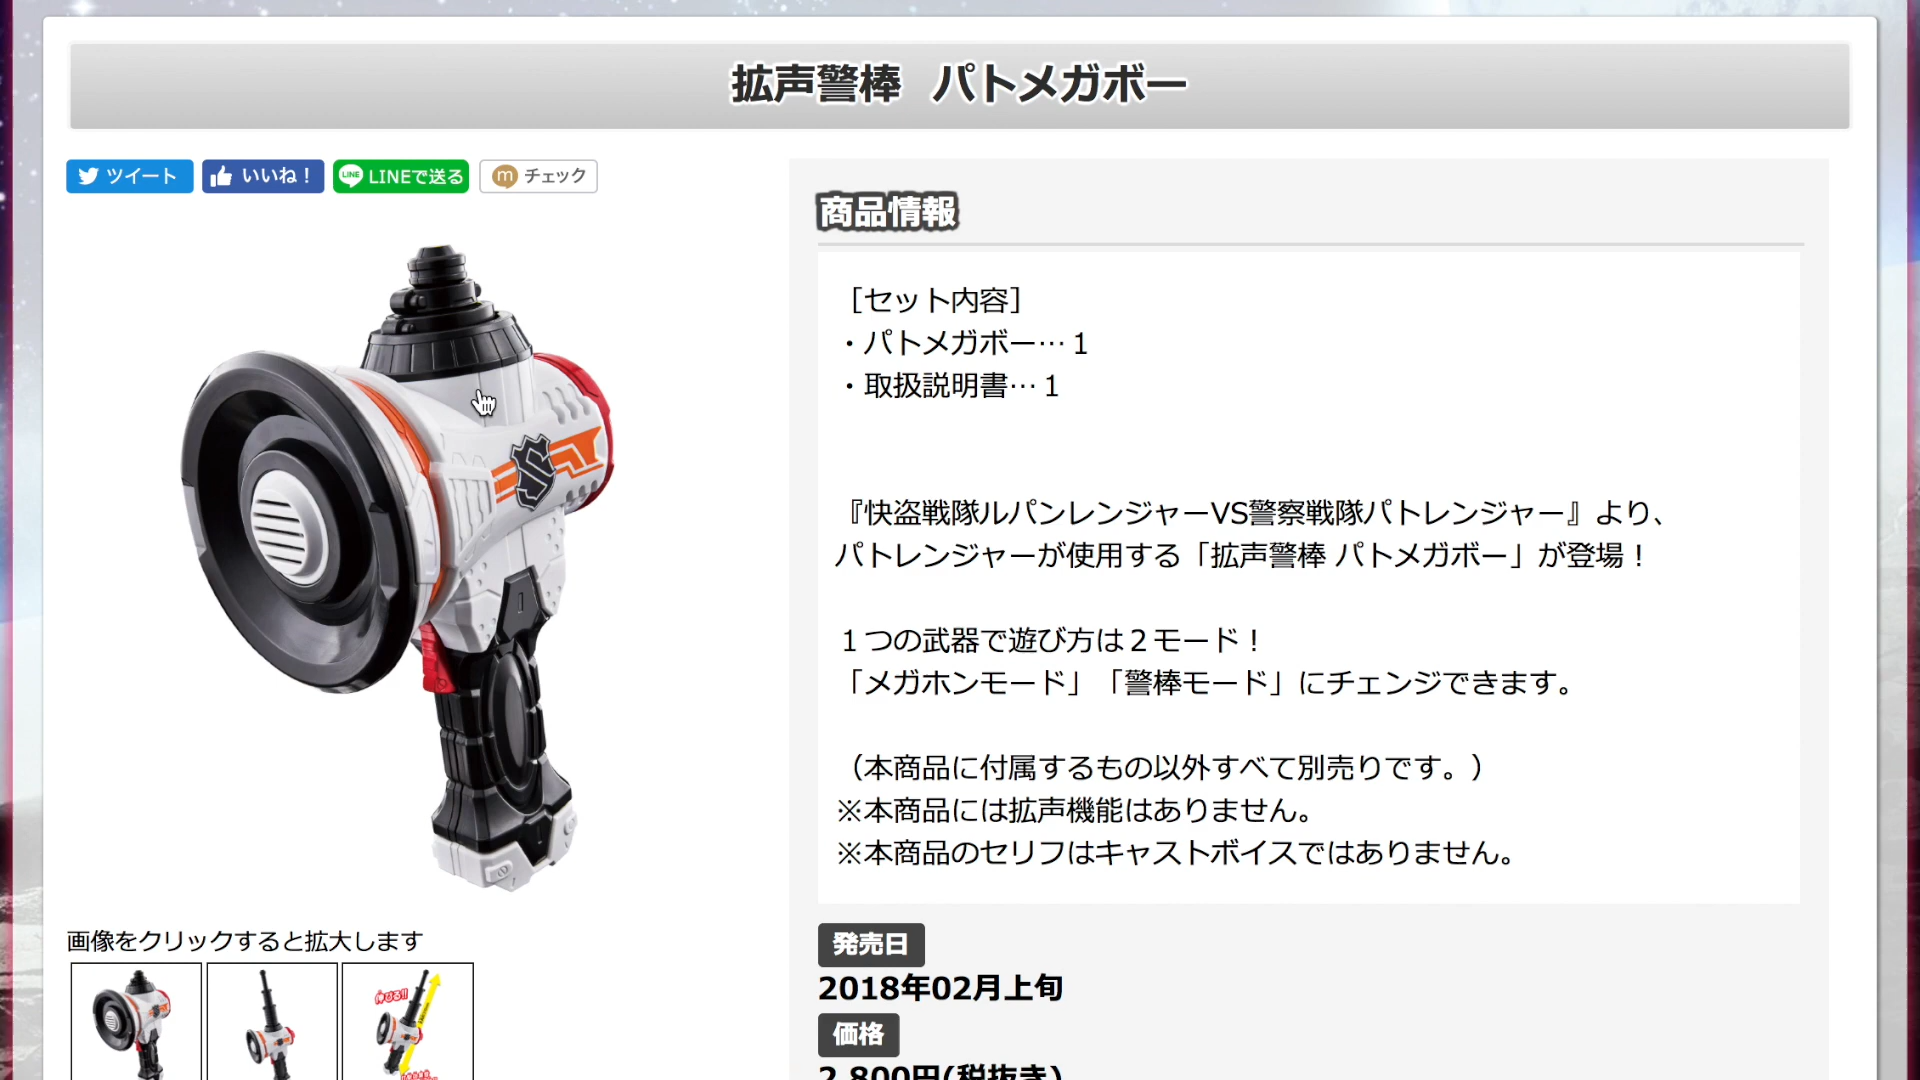 拡声警棒 パトメガボー
ツイート
いいね！
LINEで送る
チェック
商品情報
［セット内容］
・パトメガボー…１
・取扱説明書…１
『快盗戦隊ルパンレンジャーVS警察戦隊パトレンジャー』より、
パトレンジャーが使用する「拡声警棒 パトメガボー」が登場！
１つの武器で遊び方は２モード！
「メガホンモード」「警棒モード」にチェンジできます。
（本商品に付属するもの以外すべて別売りです。）
※本商品には拡声機能はありません。
※本商品のセリフはキャストボイスではありません。
画像をクリックすると拡大します
伸びる!!
発売日
2018年02月上旬
価格
2,800円(税抜き)